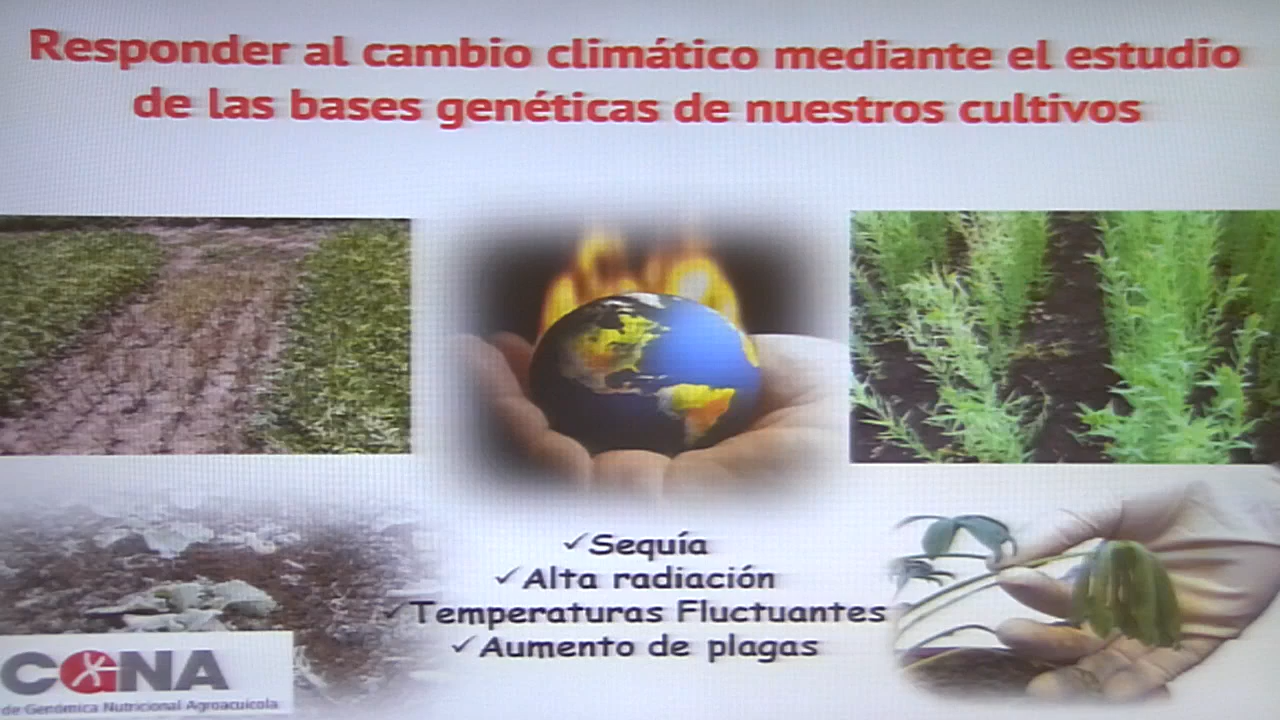 Responder al cambio climático mediante el estudio
de las bases genéticas de nuestros cultivos
✓Sequía
✓Alta radiación
✓Temperaturas Fluctuantes
✓Aumento de plagas
CGNA
de Genómica Nutricional Agroacuícola